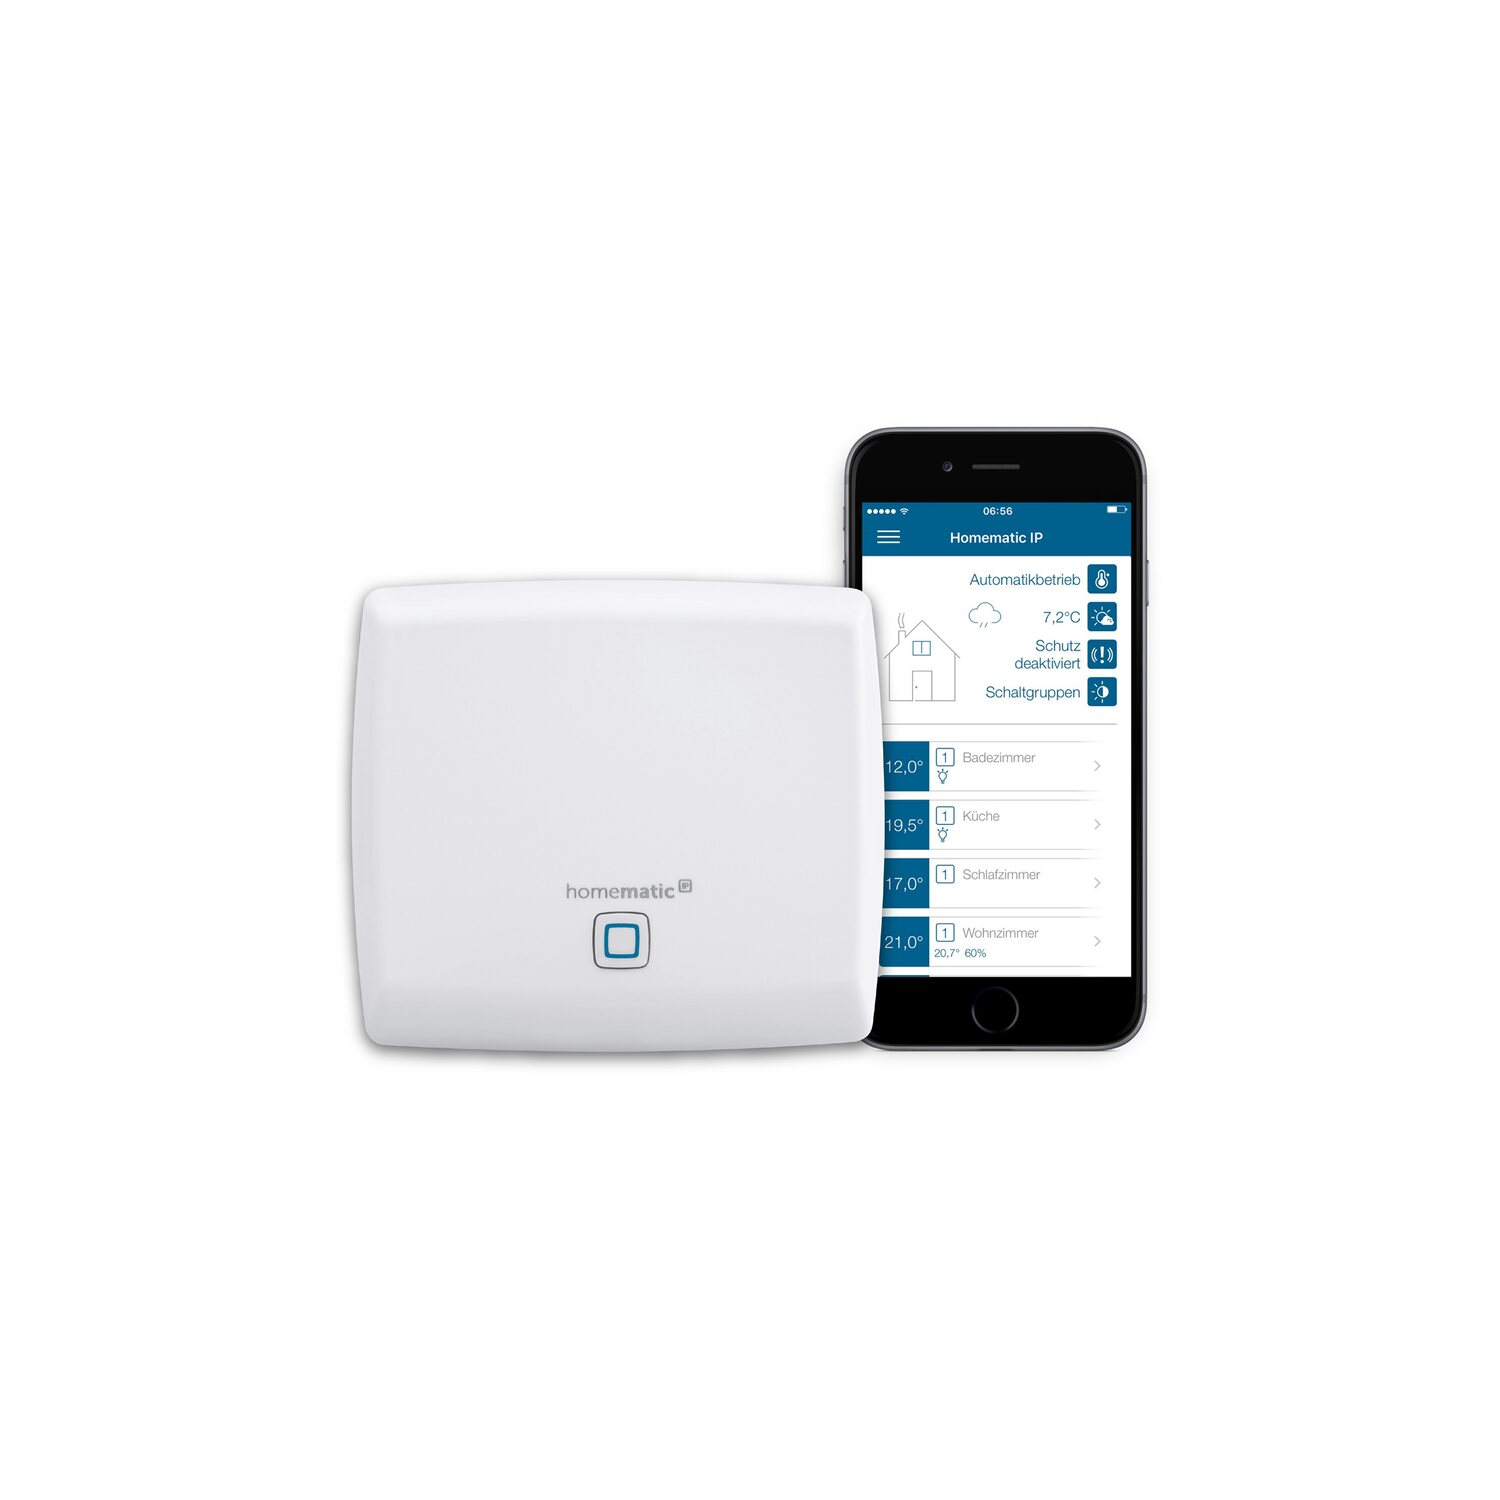 homematic IP
06:56
Homematic IP
Automatikbetrieb
7,2°C
Schutz
deaktiviert
Schaltgruppen
12,0°
1 Badezimmer
19,5°
1 Küche
17,0°
1 Schlafzimmer
21,0°
1 Wohnzimmer
20,7° 60%